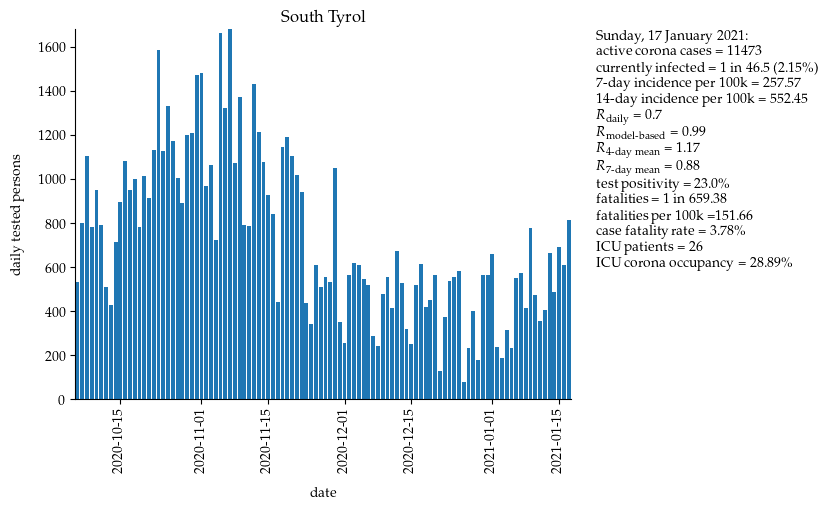 South Tyrol
1600
1400
1200
1000
800
600
400
200
0
daily tested persons
2020-10-15
2020-11-01
2020-11-15
2020-12-01
2020-12-15
2021-01-01
2021-01-15
date
Sunday, 17 January 2021:
active corona cases = 11473
currently infected = 1 in 46.5 (2.15%)
7-day incidence per 100k = 257.57
14-day incidence per 100k = 552.45
R daily = 0.7
R model-based = 0.99
R 4-day mean = 1.17
R 7-day mean = 0.88
test positivity = 23.0%
fatalities = 1 in 659.38
fatalities per 100k =151.66
case fatality rate = 3.78%
ICU patients = 26
ICU corona occupancy = 28.89%